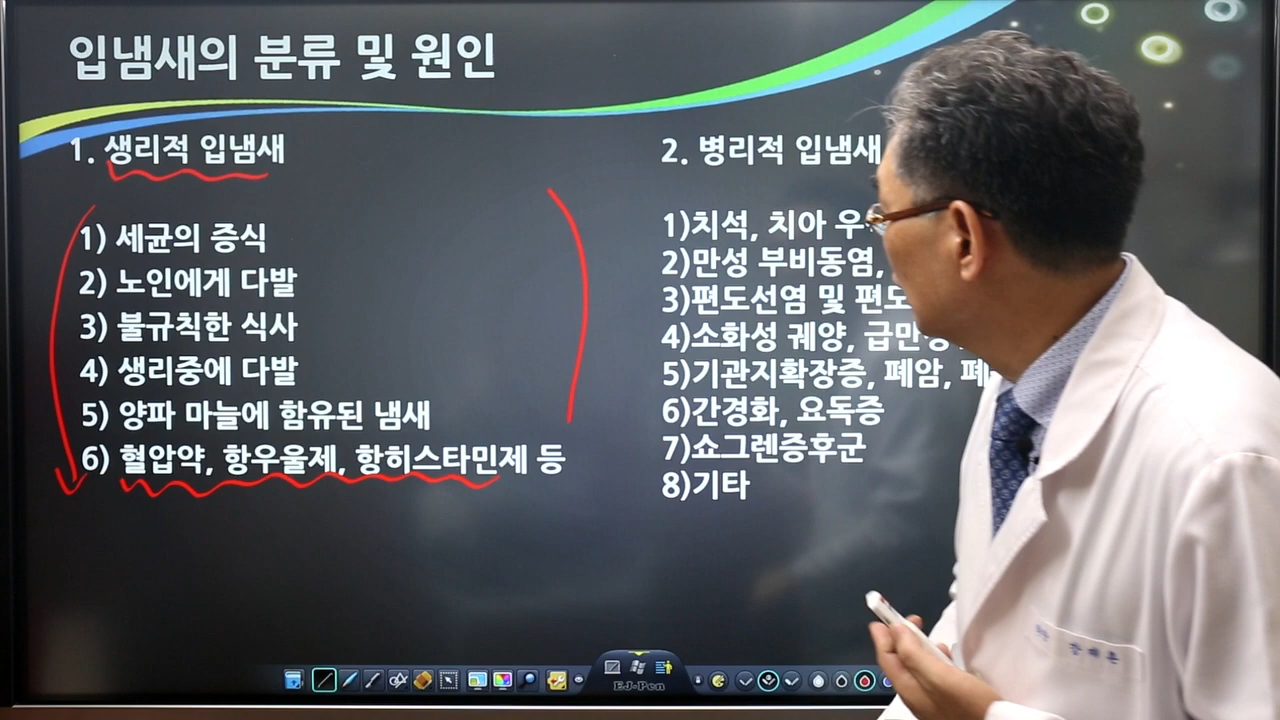 입냄새의 분류 및 원인
1. 생리적 입냄새
1) 세균의 증식
2) 노인에게 다발
3) 불규칙한 식사
4) 생리중에 다발
5) 양파 마늘에 함유된 냄새
6) 혈압약, 항우울제, 항히스타민제 등
2. 병리적 입냄새
1)치석, 치아
2)만성 부비동염,
3)편도선염 및
4)소화성 궤양,
5)기관지확장증, 폐암,
6)간경화, 요독증
7)쇼그렌증후군
8)기타
EJ-Pen